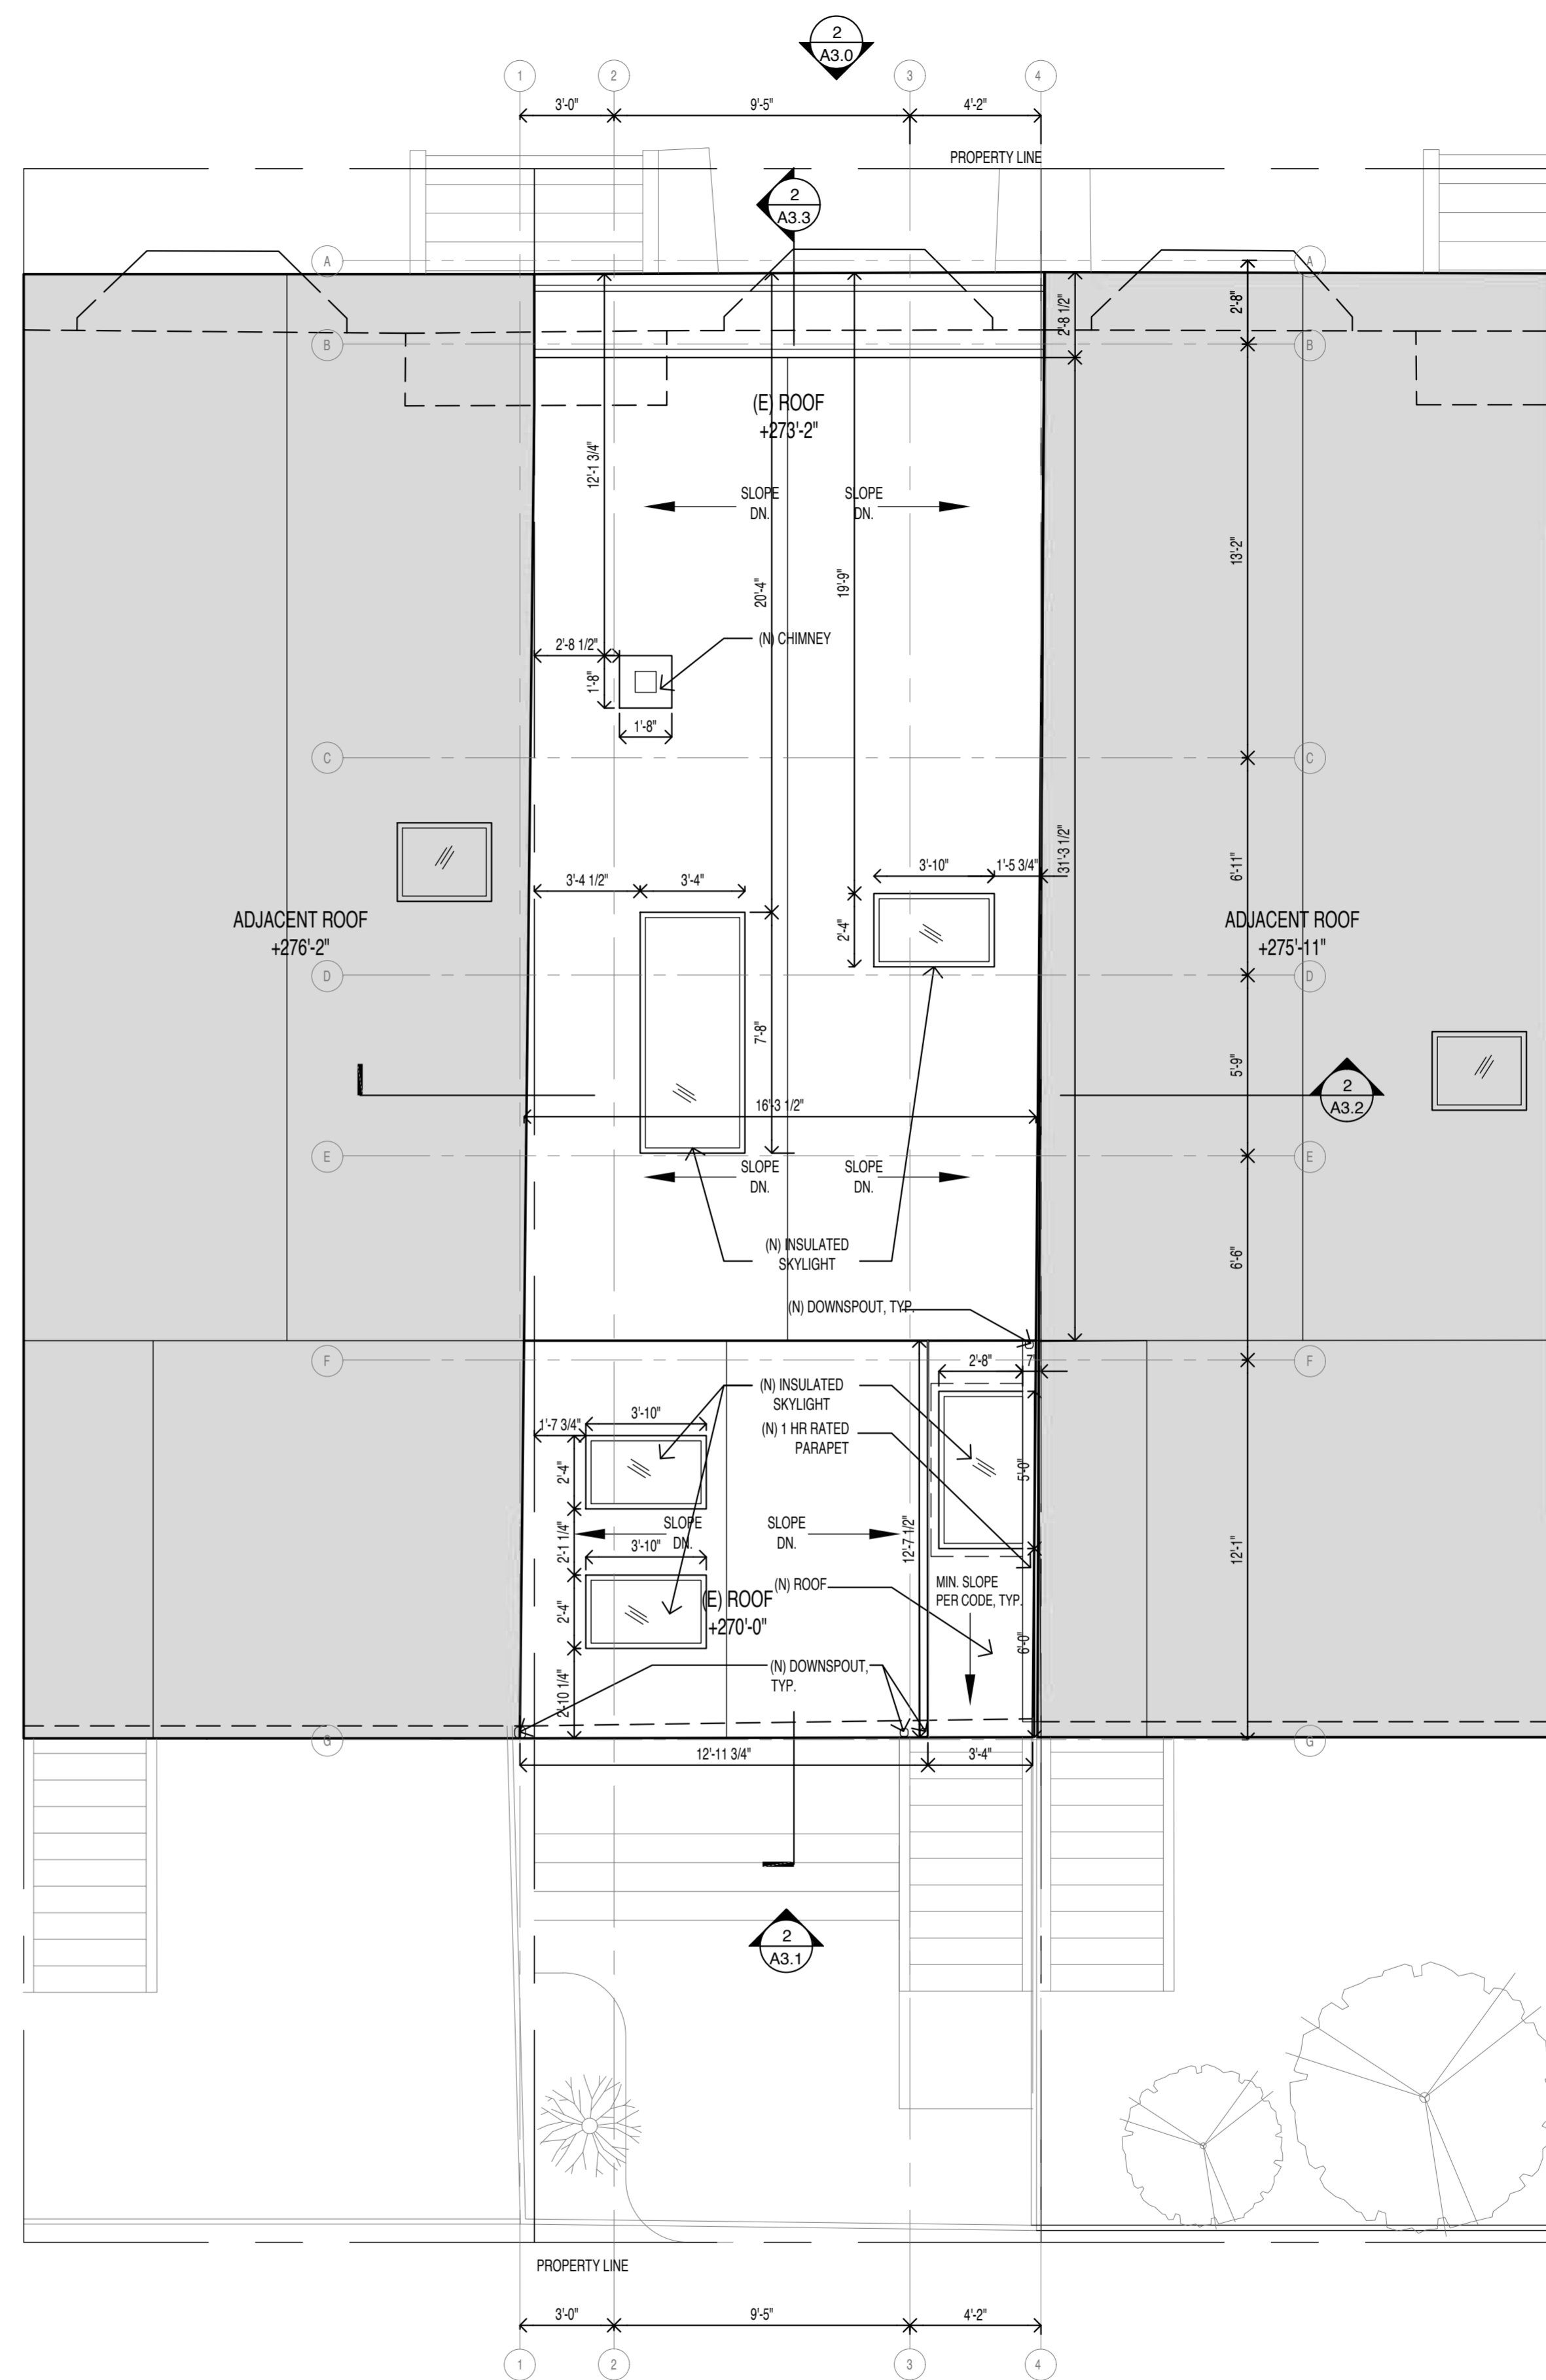 2
A3.0
1
2
3
4
3'-0"
9'-5"
4'-2"
PROPERTY LINE
2
A3.3
A
A
2'-8 1/2"
2'-8"
B
B
(E) ROOF
+273'-2"
12'-1 3/4"
SLOPE
DN.
SLOPE
DN.
13'-2"
20'-4"
19'-9"
(N) CHIMNEY
2'-8 1/2"
1'-8"
1'-8"
C
C
31'-3 1/2"
6'-11"
3'-10"
1'-5 3/4"
3'-4 1/2"
3'-4"
ADJACENT ROOF
+276'-2"
2'-4"
ADJACENT ROOF
+275'-11"
D
D
7'-8"
5'-9"
2
A3.2
16'-3 1/2"
E
E
SLOPE
DN.
SLOPE
DN.
(N) INSULATED
SKYLIGHT
6'-6"
(N) DOWNSPOUT, TYP.
F
F
2'-8"
7"
(N) INSULATED
SKYLIGHT
3'-10"
1'-7 3/4"
(N) 1 HR RATED
PARAPET
2'-4"
5'-0"
SLOPE
DN.
SLOPE
DN.
2'-1 1/4"
12'-7 1/2"
12'-1"
3'-10"
(N) ROOF
MIN. SLOPE
PER CODE, TYP.
(E) ROOF
+270'-0"
2'-4"
6'-0"
(N) DOWNSPOUT,
TYP.
2'-10 1/4"
G
G
12'-11 3/4"
3'-4"
2
A3.1
PROPERTY LINE
3'-0"
9'-5"
4'-2"
1
2
3
4